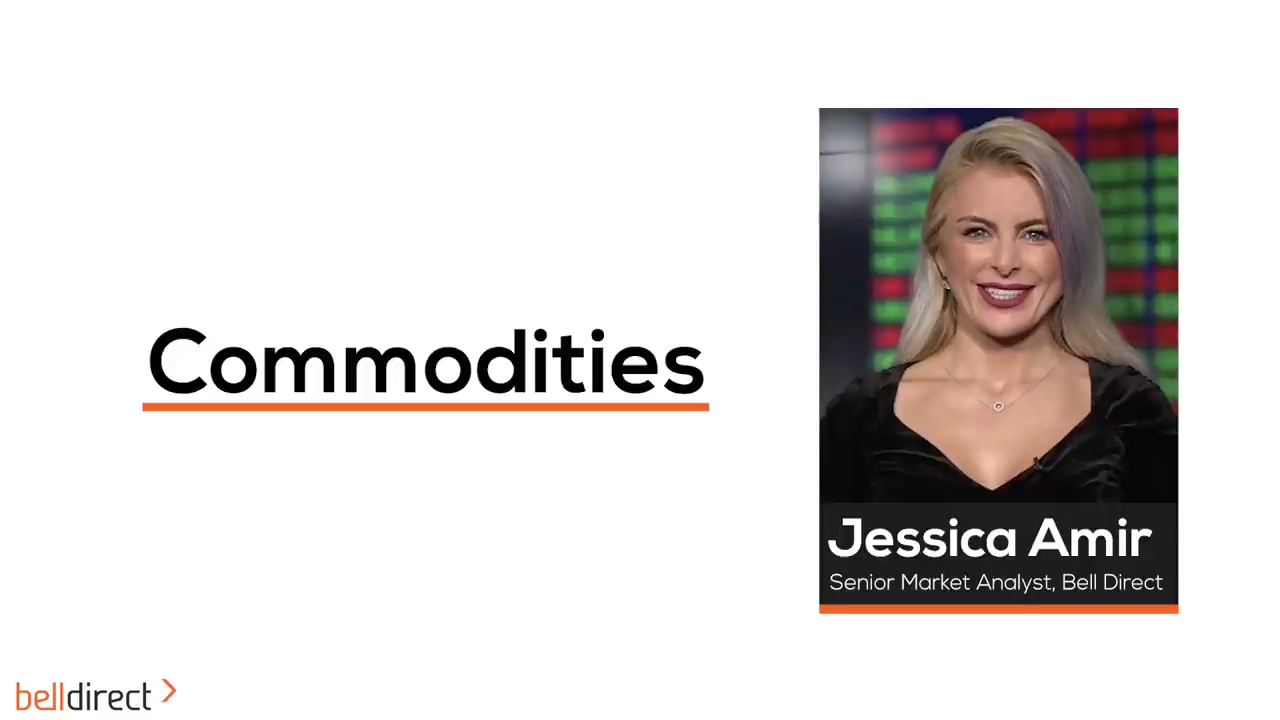 Commodities
Jessica Amir
Senior Market Analyst, Bell Direct
belldirect